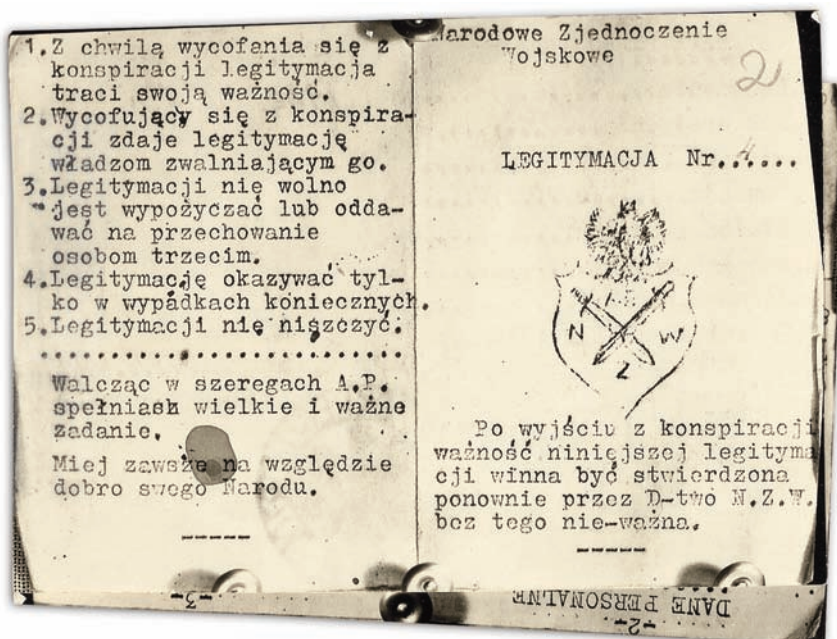 1.Z chwilą wycofania się z
konspiracji legitymacja
traci swoją ważność.
2.Wycofujący się z konspira-
cji zdaje legitymację
władzom zwalniającym go.
3.Legitymacji nie wolno
jest wypożyczać lub odda-
wać na przechowanie
osobom trzecim.
4.Legitymację okazywać tyl-
ko w wypadkach koniecznych.
5.Legitymacji nie niszczyć.
Walcząc w szeregach A.P.
spełniasz wielkie i ważne
zadanie.
Miej zawsze na względzie
dobro swego Narodu.
-3-
Narodowe Zjednoczenie
Wojskowe
2
LEGITYMACJA Nr.4.....
N Z W
Po wyjściu z konspiracji
ważność niniejszej legityma
cji winna być stwierdzona
ponownie przez D-two N.Z.W.
bez tego nie-ważna.
DANE PERSONALNE
-2-